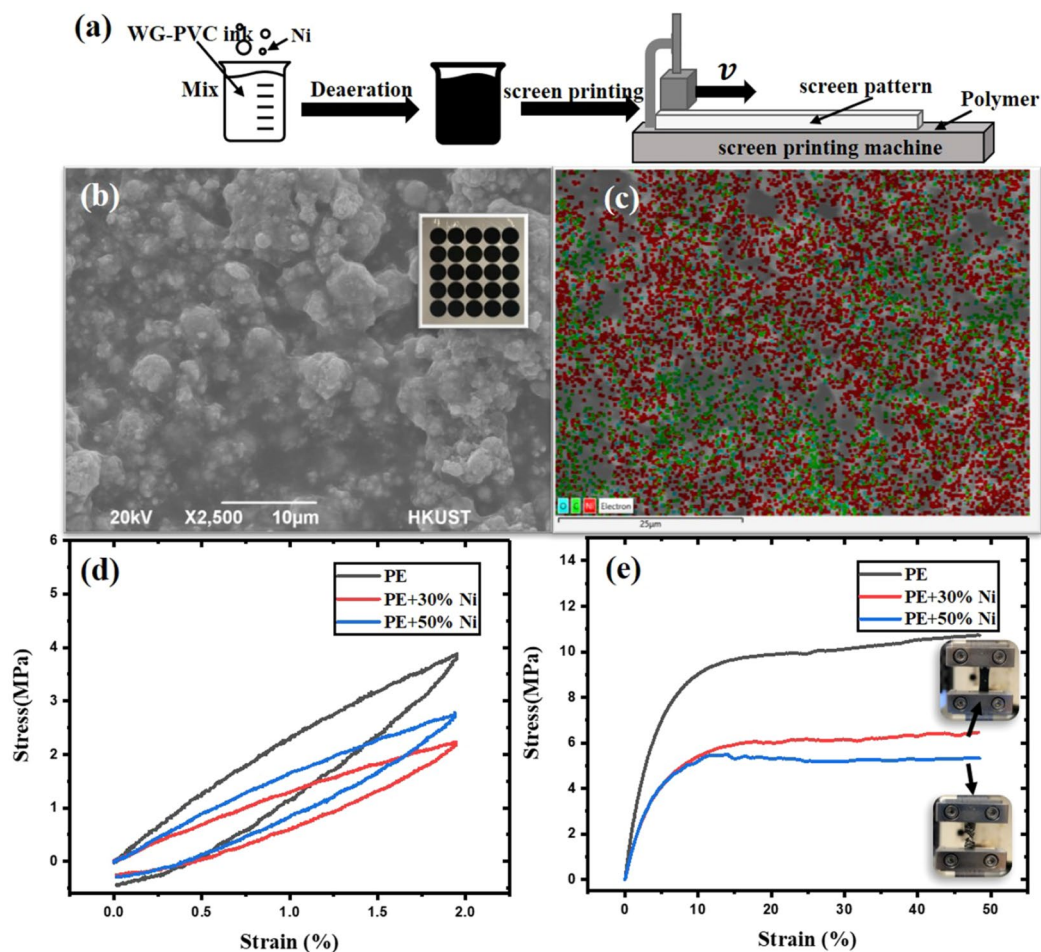 (a)
WG-PVC ink
Ni
Mix
Deaeration
screen printing
v
screen pattern
Polymer
screen printing machine
(b)
20kV X2,500 10μm HKUST
(c)
O C Ni Electron
25μm
(d)
PE
PE+30% Ni
PE+50% Ni
Stress(MPa)
6
5
4
3
2
1
0
0.0 0.5 1.0 1.5 2.0
Strain (%)
(e)
PE
PE+30% Ni
PE+50% Ni
Stress(MPa)
14
12
10
8
6
4
2
0
0 10 20 30 40 50
Strain (%)